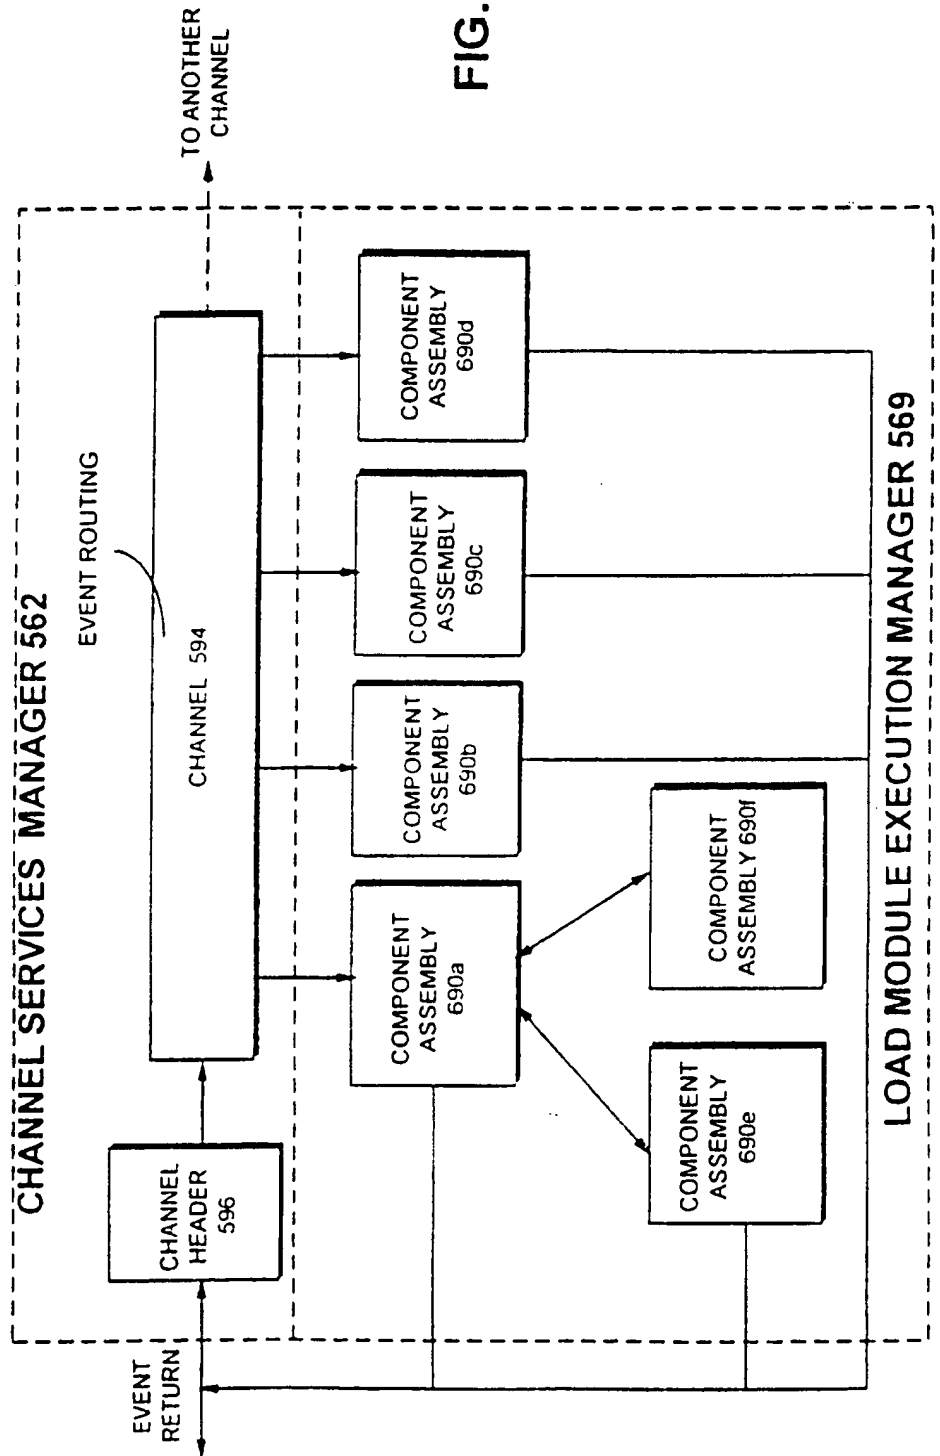 CHANNEL SERVICES MANAGER 562
EVENT ROUTING
TO ANOTHER
CHANNEL
EVENT
RETURN
CHANNEL
HEADER
596
CHANNEL 594
COMPONENT
ASSEMBLY
690a
COMPONENT
ASSEMBLY
690b
COMPONENT
ASSEMBLY
690c
COMPONENT
ASSEMBLY
690d
COMPONENT
ASSEMBLY
690e
COMPONENT
ASSEMBLY 690f
LOAD MODULE EXECUTION MANAGER 569
FIG.